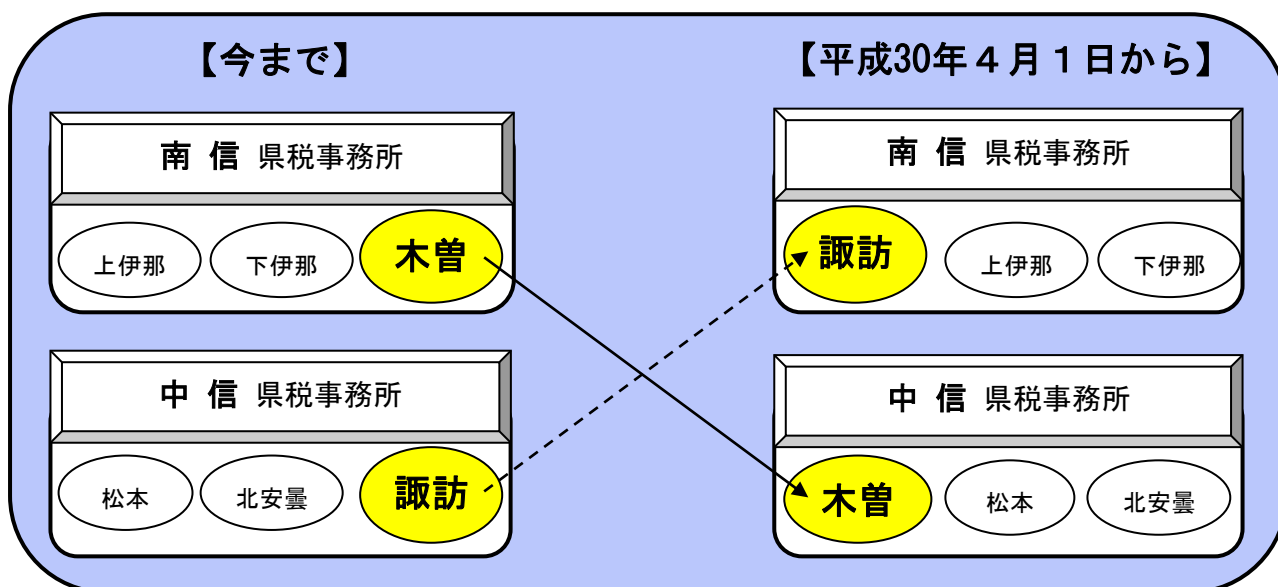 【今まで】
南 信 県税事務所
上伊那 下伊那 木曽
中 信 県税事務所
松本 北安曇 諏訪
【平成30年４月１日から】
南 信 県税事務所
諏訪 上伊那 下伊那
中 信 県税事務所
木曽 松本 北安曇